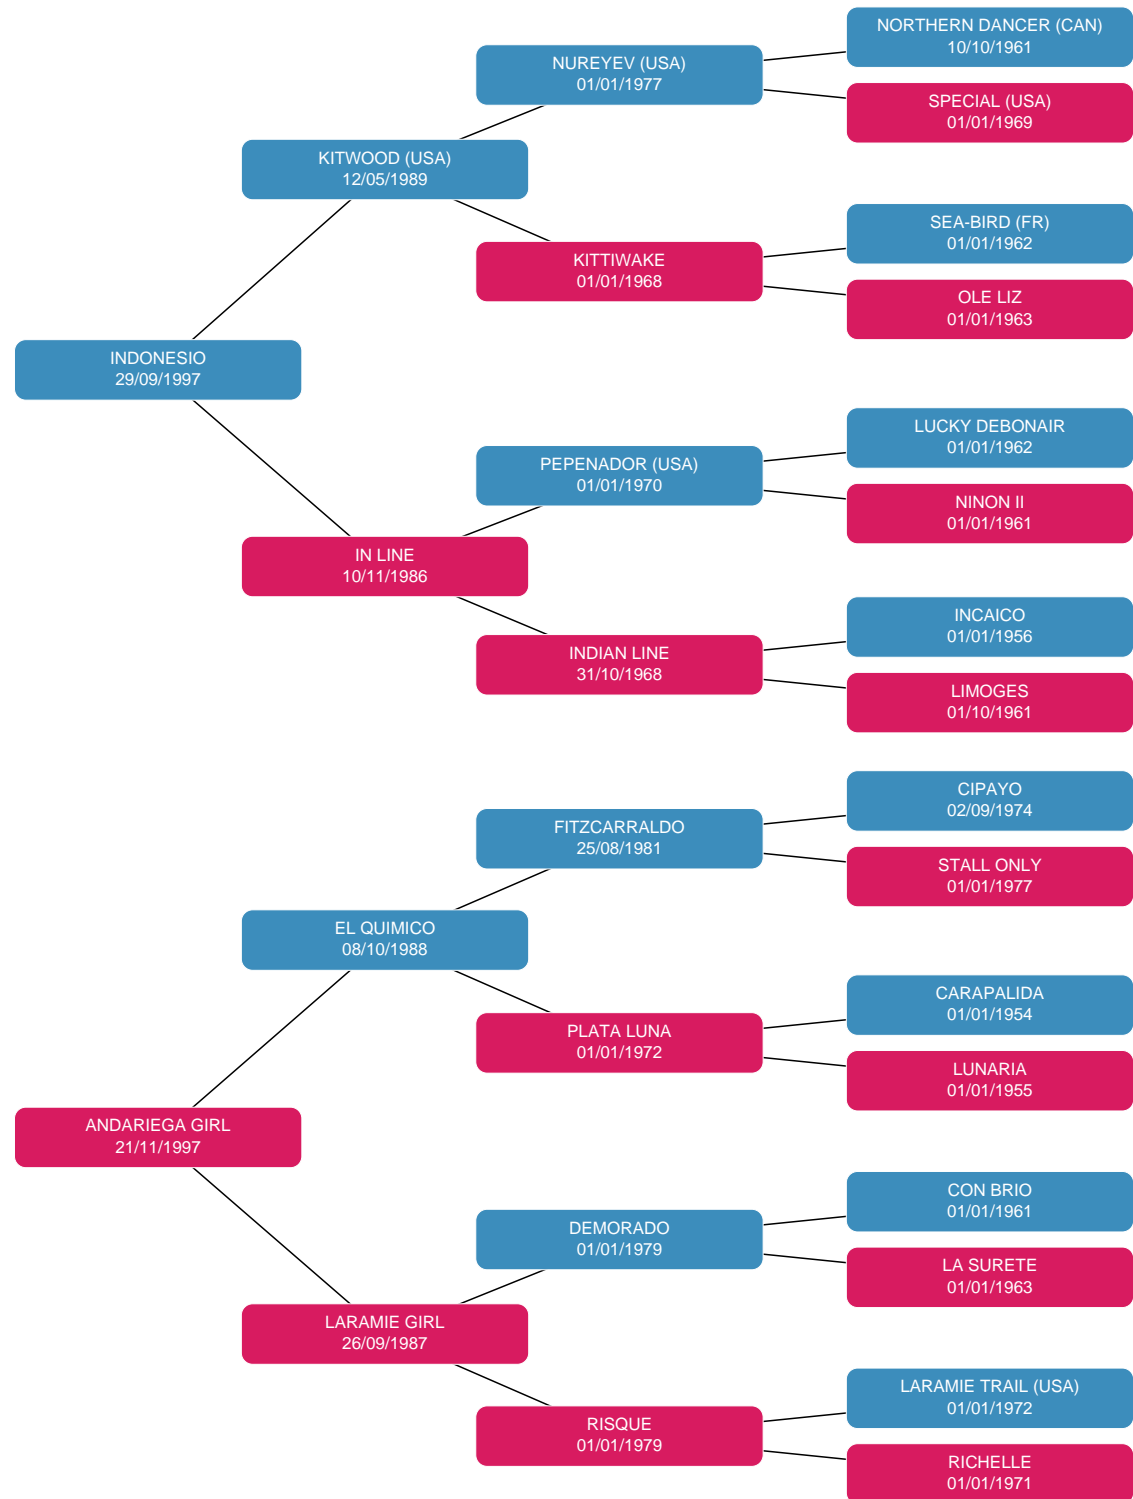 NORTHERN DANCER (CAN)
10/10/1961
NUREYEV (USA)
01/01/1977
SPECIAL (USA)
01/01/1969
KITWOOD (USA)
12/05/1989
SEA-BIRD (FR)
01/01/1962
KITTIWAKE
01/01/1968
OLE LIZ
01/01/1963
INDONESIO
29/09/1997
LUCKY DEBONAIR
01/01/1962
PEPENADOR (USA)
01/01/1970
NINON II
01/01/1961
IN LINE
10/11/1986
INCAICO
01/01/1956
INDIAN LINE
31/10/1968
LIMOGES
01/10/1961
CIPAYO
02/09/1974
FITZCARRALDO
25/08/1981
STALL ONLY
01/01/1977
EL QUIMICO
08/10/1988
CARAPALIDA
01/01/1954
PLATA LUNA
01/01/1972
LUNARIA
01/01/1955
ANDARIEGA GIRL
21/11/1997
CON BRIO
01/01/1961
DEMORADO
01/01/1979
LA SURETE
01/01/1963
LARAMIE GIRL
26/09/1987
LARAMIE TRAIL (USA)
01/01/1972
RISQUE
01/01/1979
RICHELLE
01/01/1971